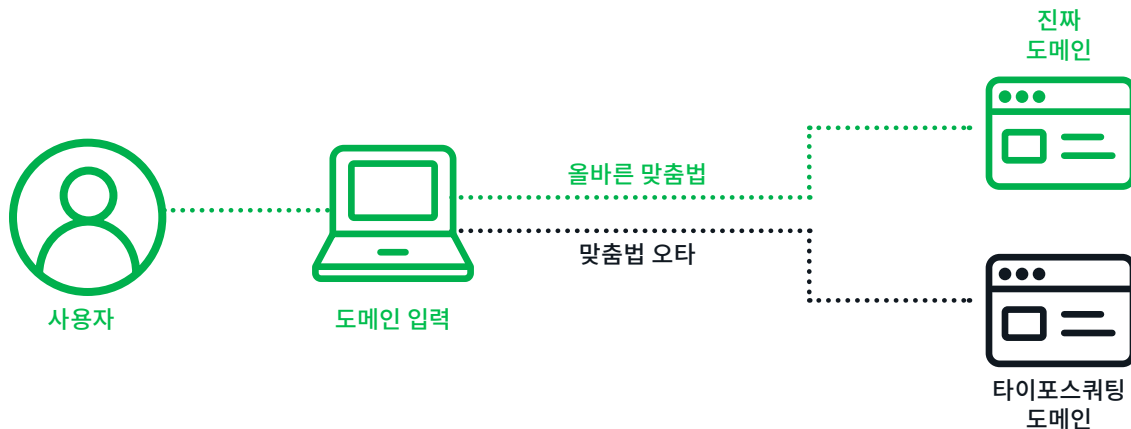 진짜
도메인
올바른 맞춤법
맞춤법 오타
사용자
도메인 입력
타이포스쿼팅
도메인